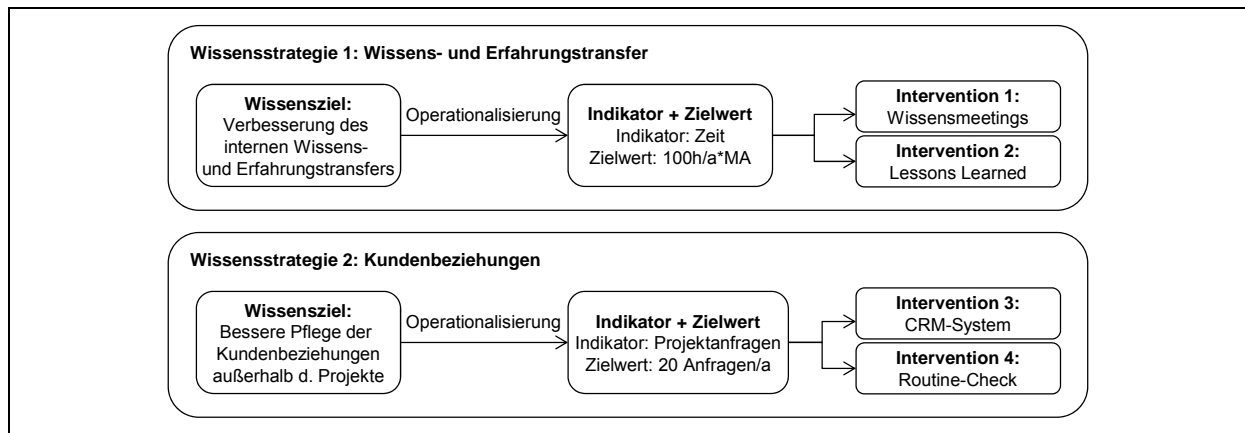 Wissensstrategie 1: Wissens- und Erfahrungstransfer
Wissensziel:
Verbesserung des
internen Wissens-
und Erfahrungstransfers
Operationalisierung
Indikator + Zielwert
Indikator: Zeit
Zielwert: 100h/a*MA
Intervention 1:
Wissensmeetings
Intervention 2:
Lessons Learned
Wissensstrategie 2: Kundenbeziehungen
Wissensziel:
Bessere Pflege der
Kundenbeziehungen
außerhalb d. Projekte
Operationalisierung
Indikator + Zielwert
Indikator: Projektanfragen
Zielwert: 20 Anfragen/a
Intervention 3:
CRM-System
Intervention 4:
Routine-Check